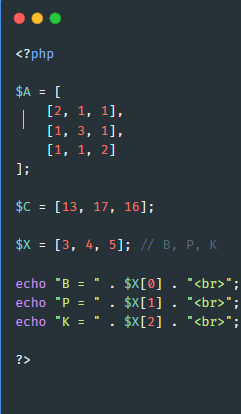 <?php
$A = [
    [2, 1, 1],
    [1, 3, 1],
    [1, 1, 2]
];
$C = [13, 17, 16];
$X = [3, 4, 5]; // B, P, K
echo "B = " . $X[0] . "<br>";
echo "P = " . $X[1] . "<br>";
echo "K = " . $X[2] . "<br>";
?>